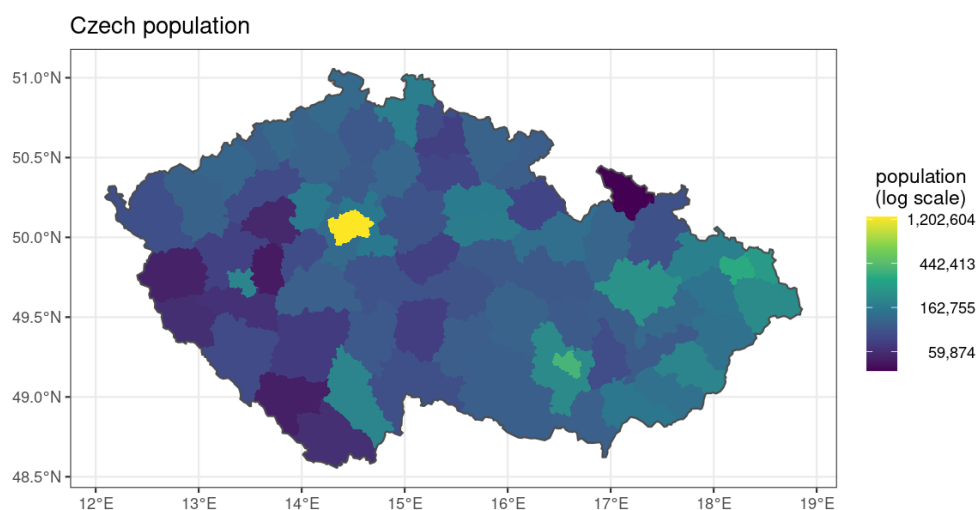 Czech population
51.0°N
50.5°N
50.0°N
49.5°N
49.0°N
48.5°N
12°E 13°E 14°E 15°E 16°E 17°E 18°E 19°E
population
(log scale)
1,202,604
442,413
162,755
59,874